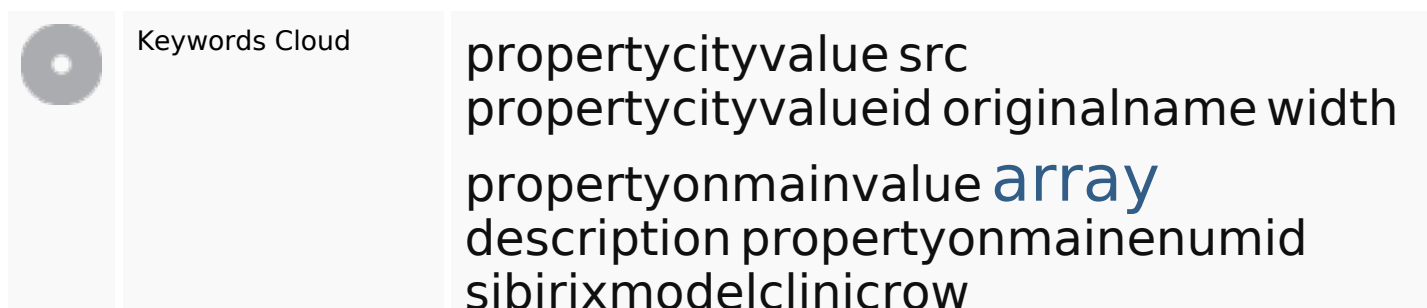 Keywords Cloud
propertycityvalue src
propertycityvalueid originalname width
propertyonmainvalue array
description propertyonmainenumid
sibirixmodelclinicrow